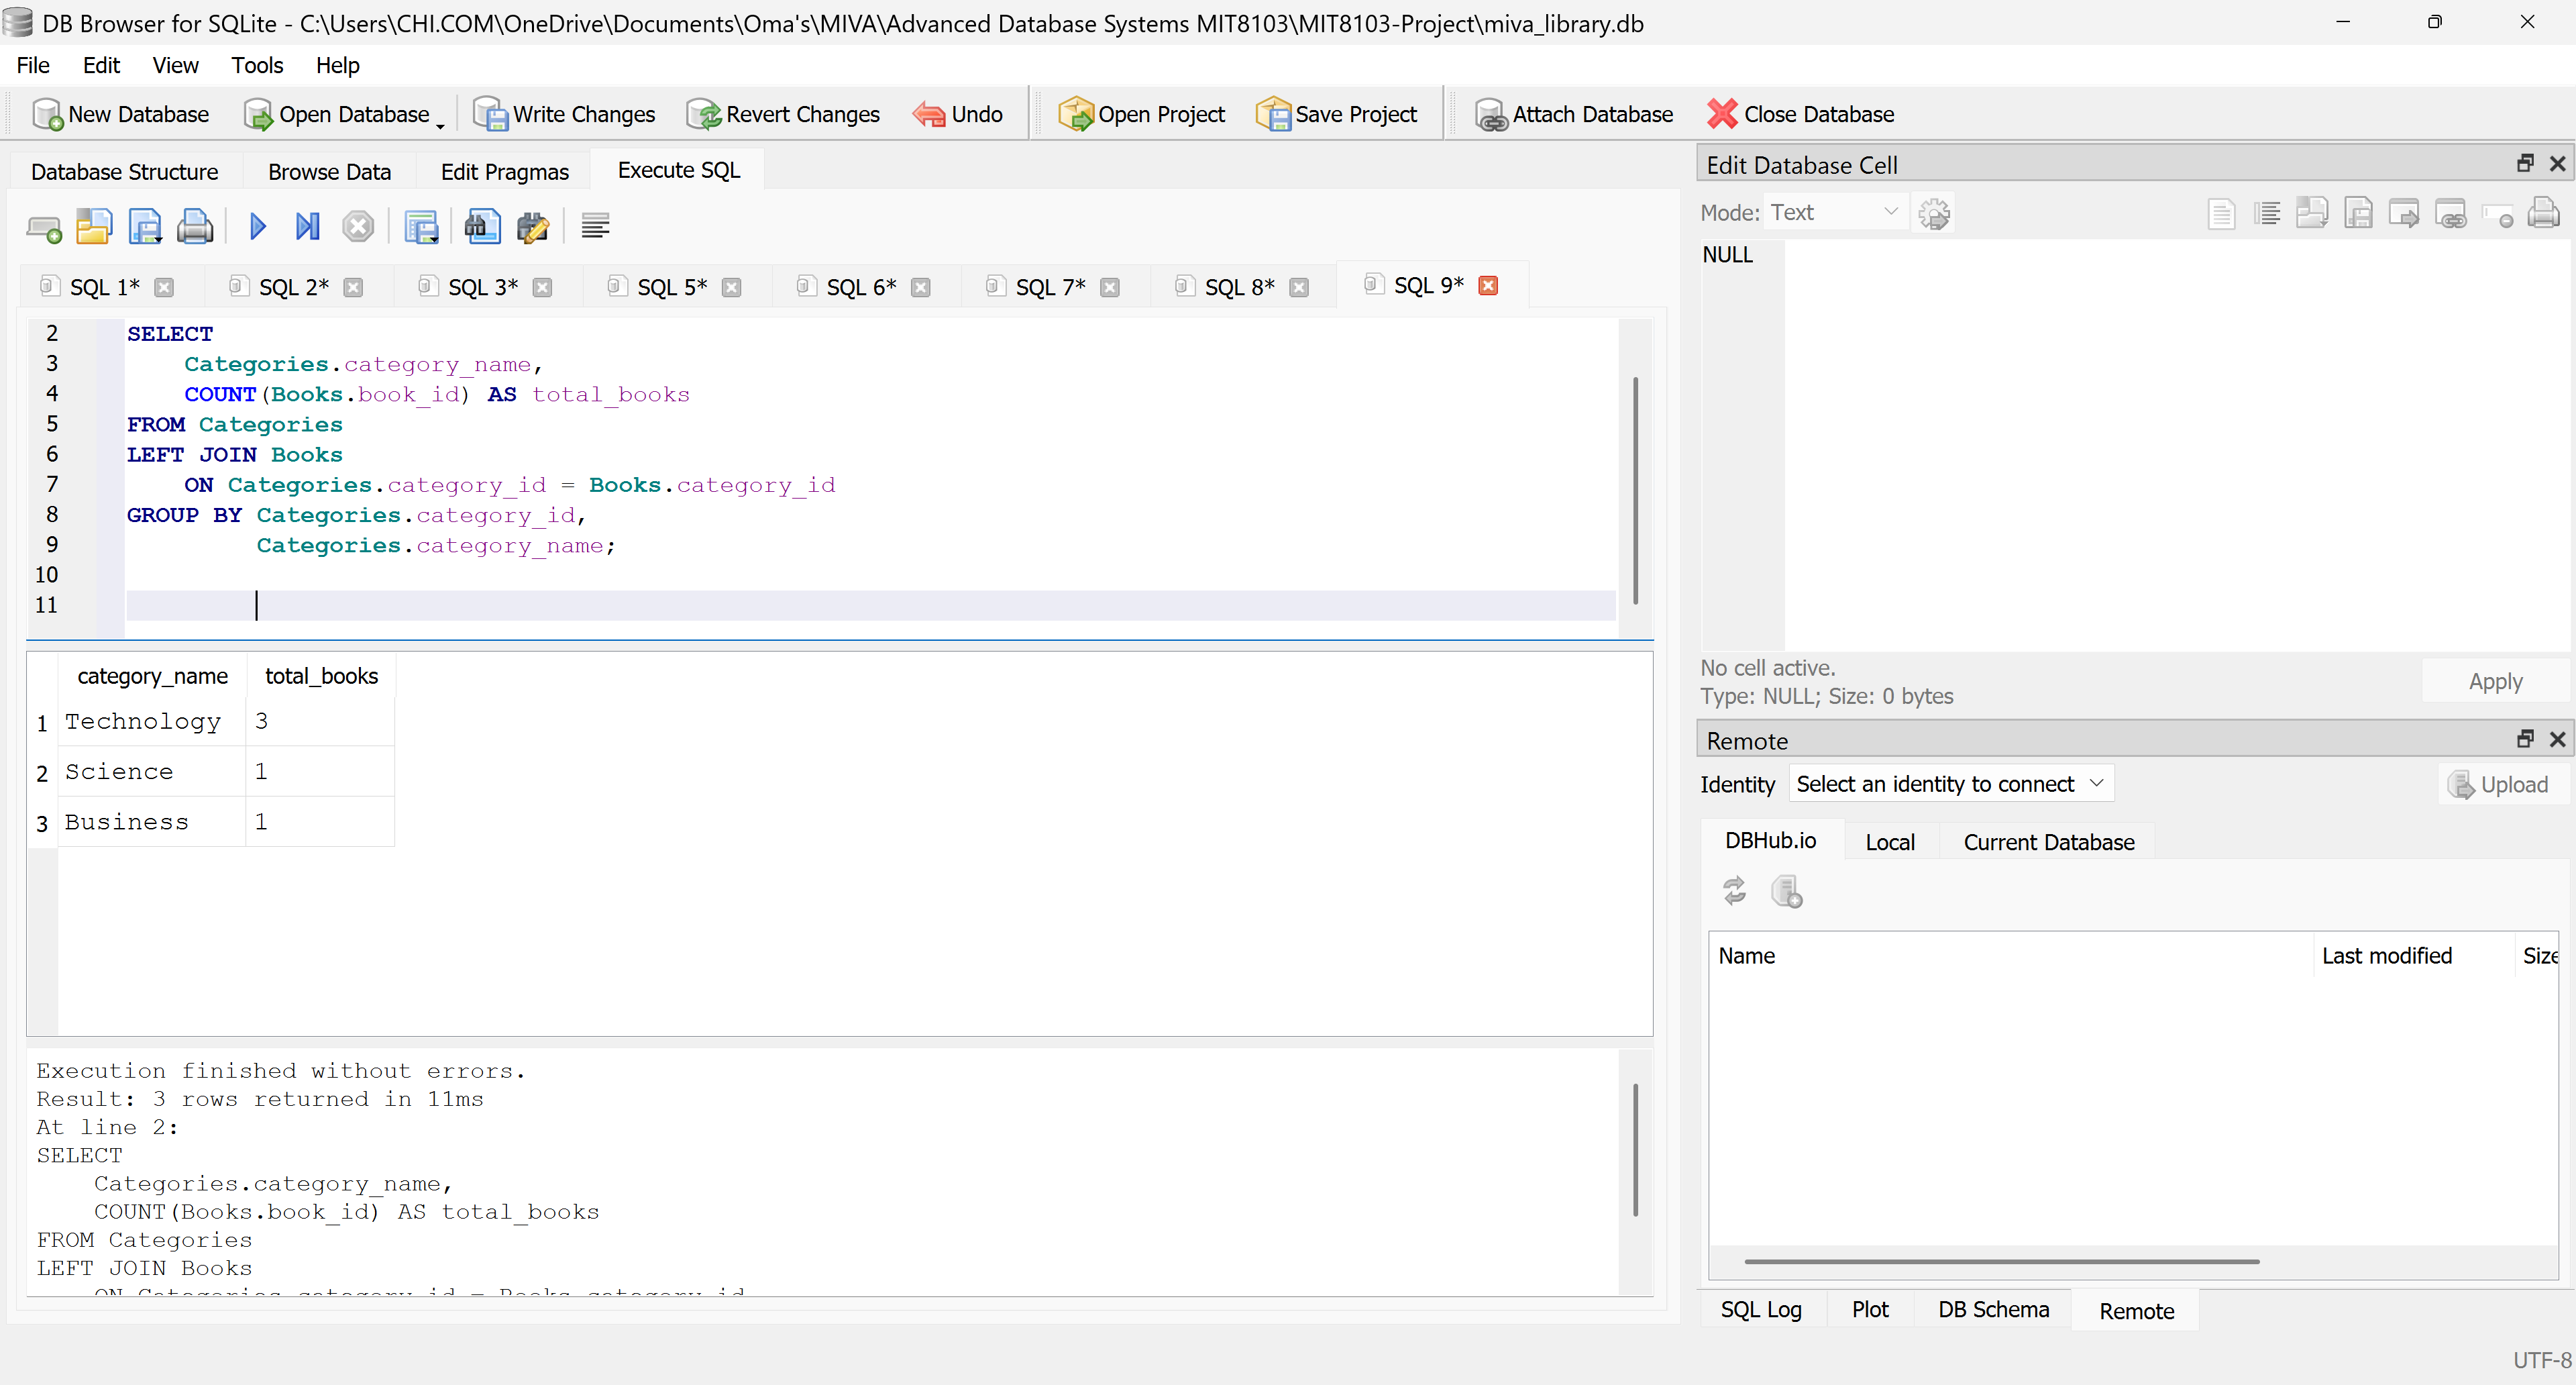 DB Browser for SQLite - C:\Users\CHI.COM\OneDrive\Documents\Oma's\MIVA\Advanced Database Systems MIT8103\MIT8103-Project\miva_library.db
File Edit View Tools Help
New Database Open Database Write Changes Revert Changes Undo Open Project Save Project Attach Database Close Database
Database Structure Browse Data Edit Pragmas Execute SQL
SQL 1* SQL 2* SQL 3* SQL 5* SQL 6* SQL 7* SQL 8* SQL 9*
2 SELECT
3 Categories.category_name,
4 COUNT(Books.book_id) AS total_books
5 FROM Categories
6 LEFT JOIN Books
7 ON Categories.category_id = Books.category_id
8 GROUP BY Categories.category_id,
9 Categories.category_name;
10
11
category_name total_books
1 Technology 3
2 Science 1
3 Business 1
Execution finished without errors.
Result: 3 rows returned in 11ms
At line 2:
SELECT
Categories.category_name,
COUNT(Books.book_id) AS total_books
FROM Categories
LEFT JOIN Books
ON Categories.category_id = Books.category_id
Edit Database Cell
Mode: Text
NULL
No cell active.
Type: NULL; Size: 0 bytes
Apply
Remote
Identity Select an identity to connect Upload
DBHub.io Local Current Database
Name Last modified Size
SQL Log Plot DB Schema Remote
UTF-8